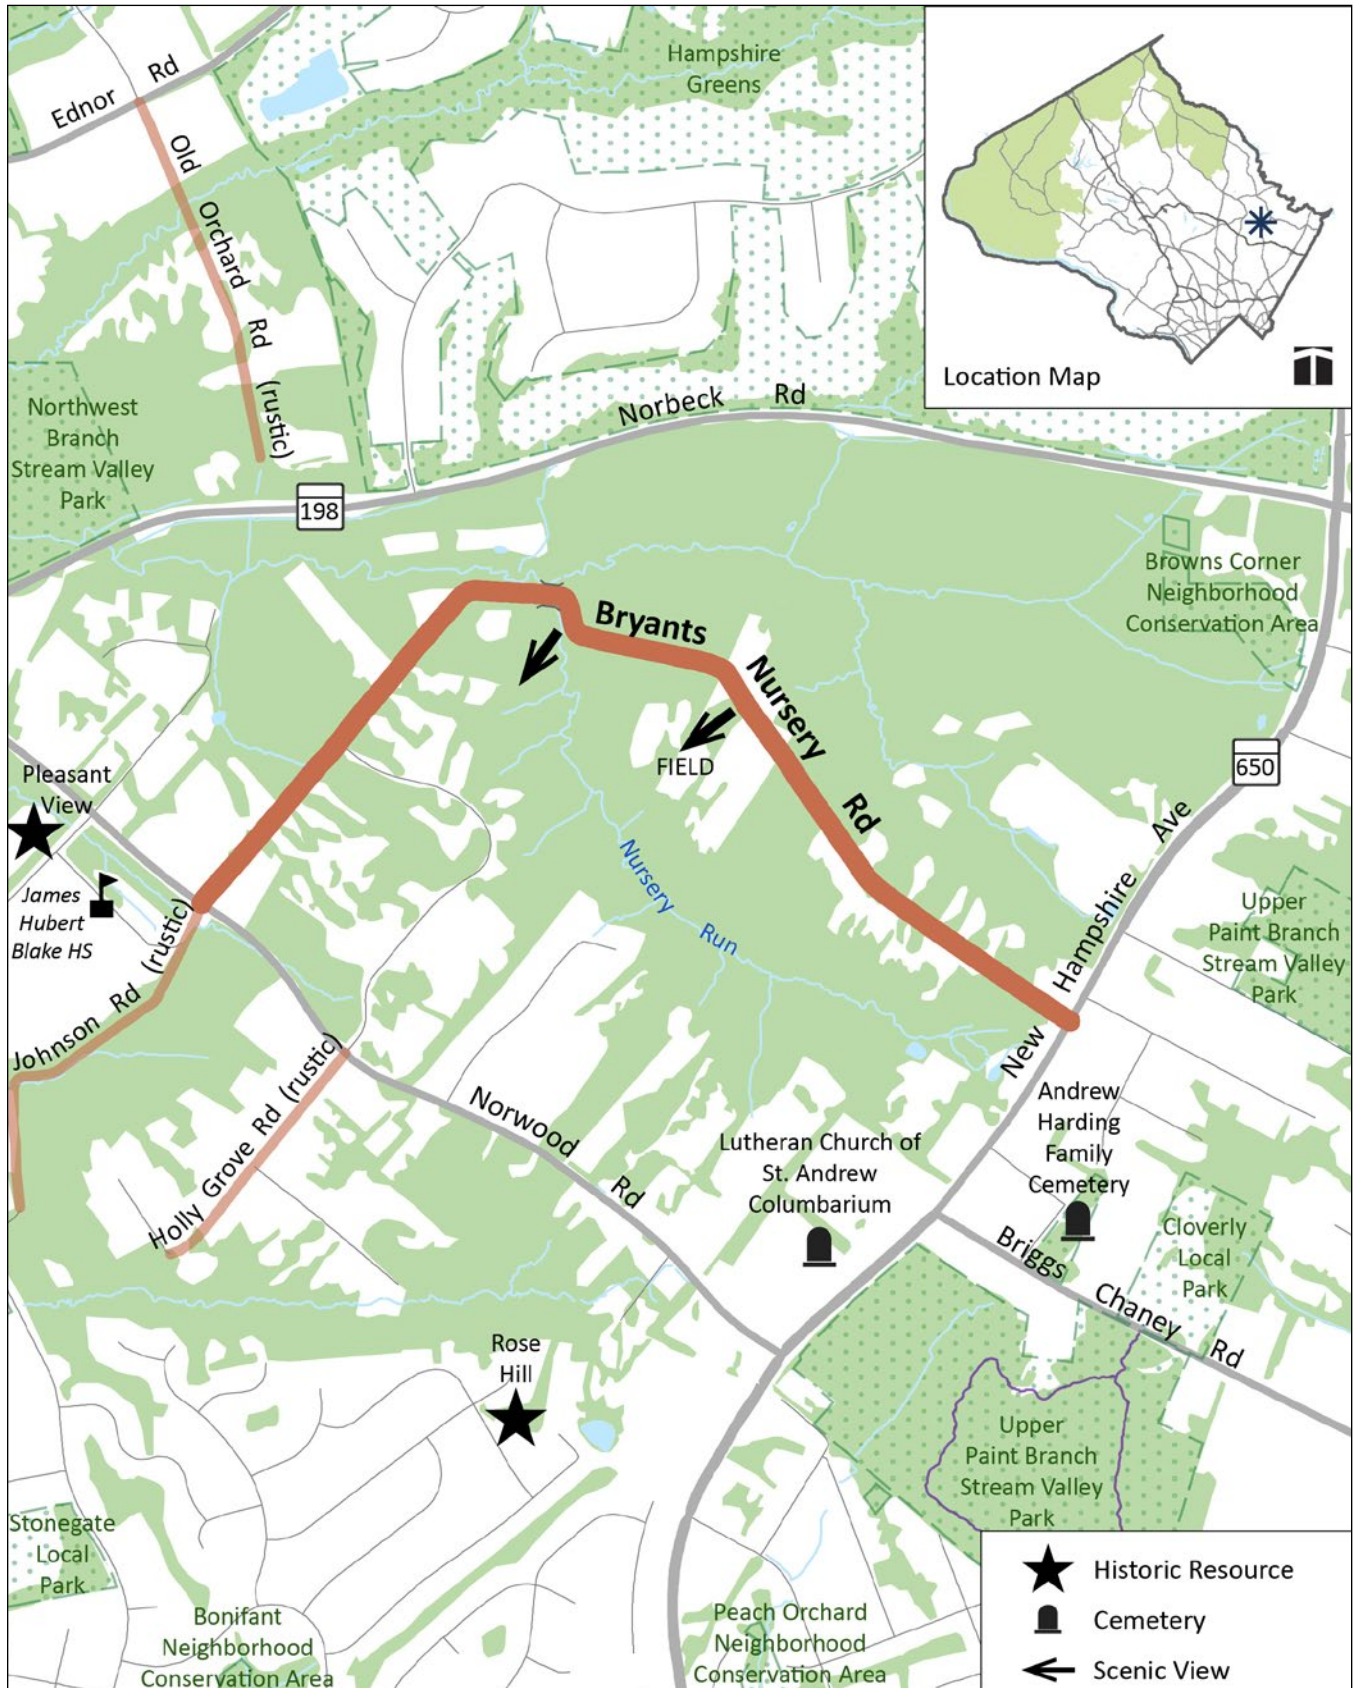 Hampshire
Greens
Ednor Rd
Old Orchard Rd (rustic)
Location Map
Norbeck Rd
Northwest
Branch
Stream Valley
Park
198
Browns Corner
Neighborhood
Conservation Area
Bryants Nursery Rd
FIELD
650
Pleasant
View
James
Hubert
Blake HS
Nursery Run
New Hampshire Ave
Upper
Paint Branch
Stream Valley
Park
Johnson Rd (rustic)
Holly Grove Rd (rustic)
Norwood Rd
Andrew
Harding
Family
Cemetery
Lutheran Church of
St. Andrew
Columbarium
Cloverly
Local
Park
Briggs Chaney Rd
Rose
Hill
Upper
Paint Branch
Stream Valley
Park
Stonegate
Local
Park
Bonifant
Neighborhood
Conservation Area
Peach Orchard
Neighborhood
Conservation Area
Historic Resource
Cemetery
Scenic View